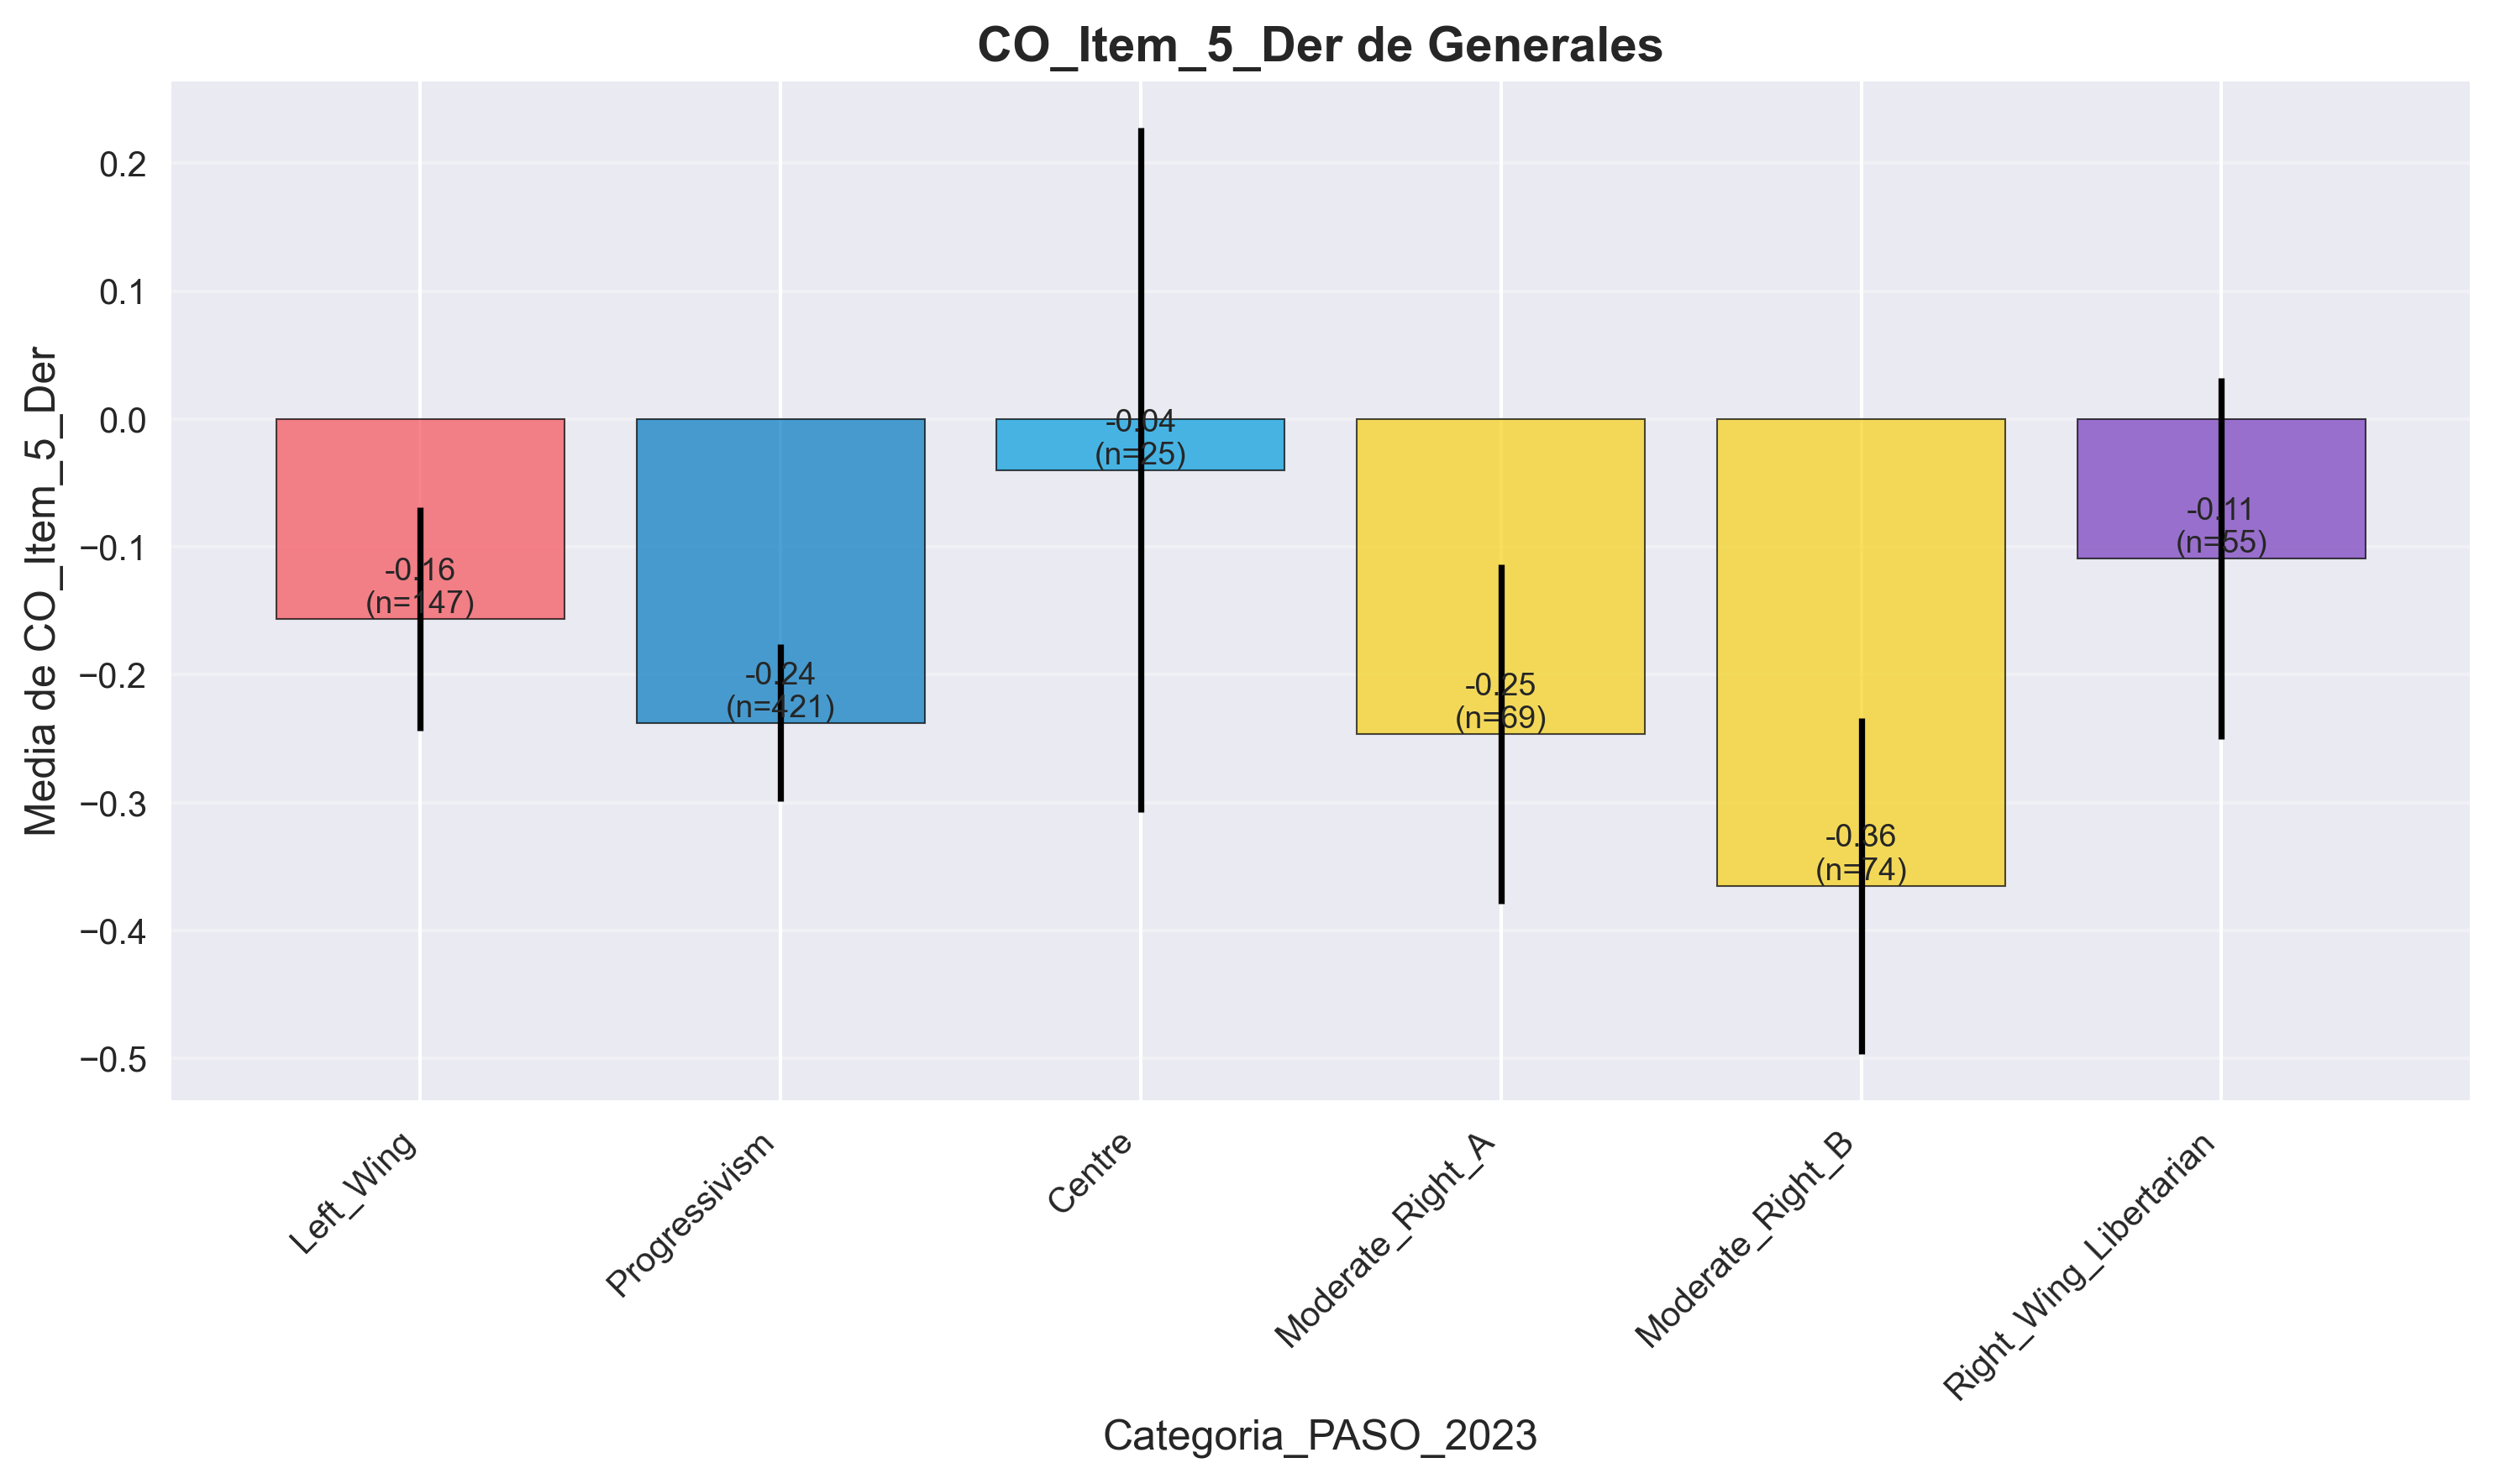 CO_Item_5_Der de Generales
Media de CO_Item_5_Der
0.2
0.1
0.0
−0.1
−0.2
−0.3
−0.4
−0.5
-0.16
(n=147)
-0.24
(n=421)
-0.04
(n=25)
-0.25
(n=69)
-0.36
(n=74)
-0.11
(n=55)
Left_Wing
Progressivism
Centre
Moderate_Right_A
Moderate_Right_B
Right_Wing_Libertarian
Categoria_PASO_2023